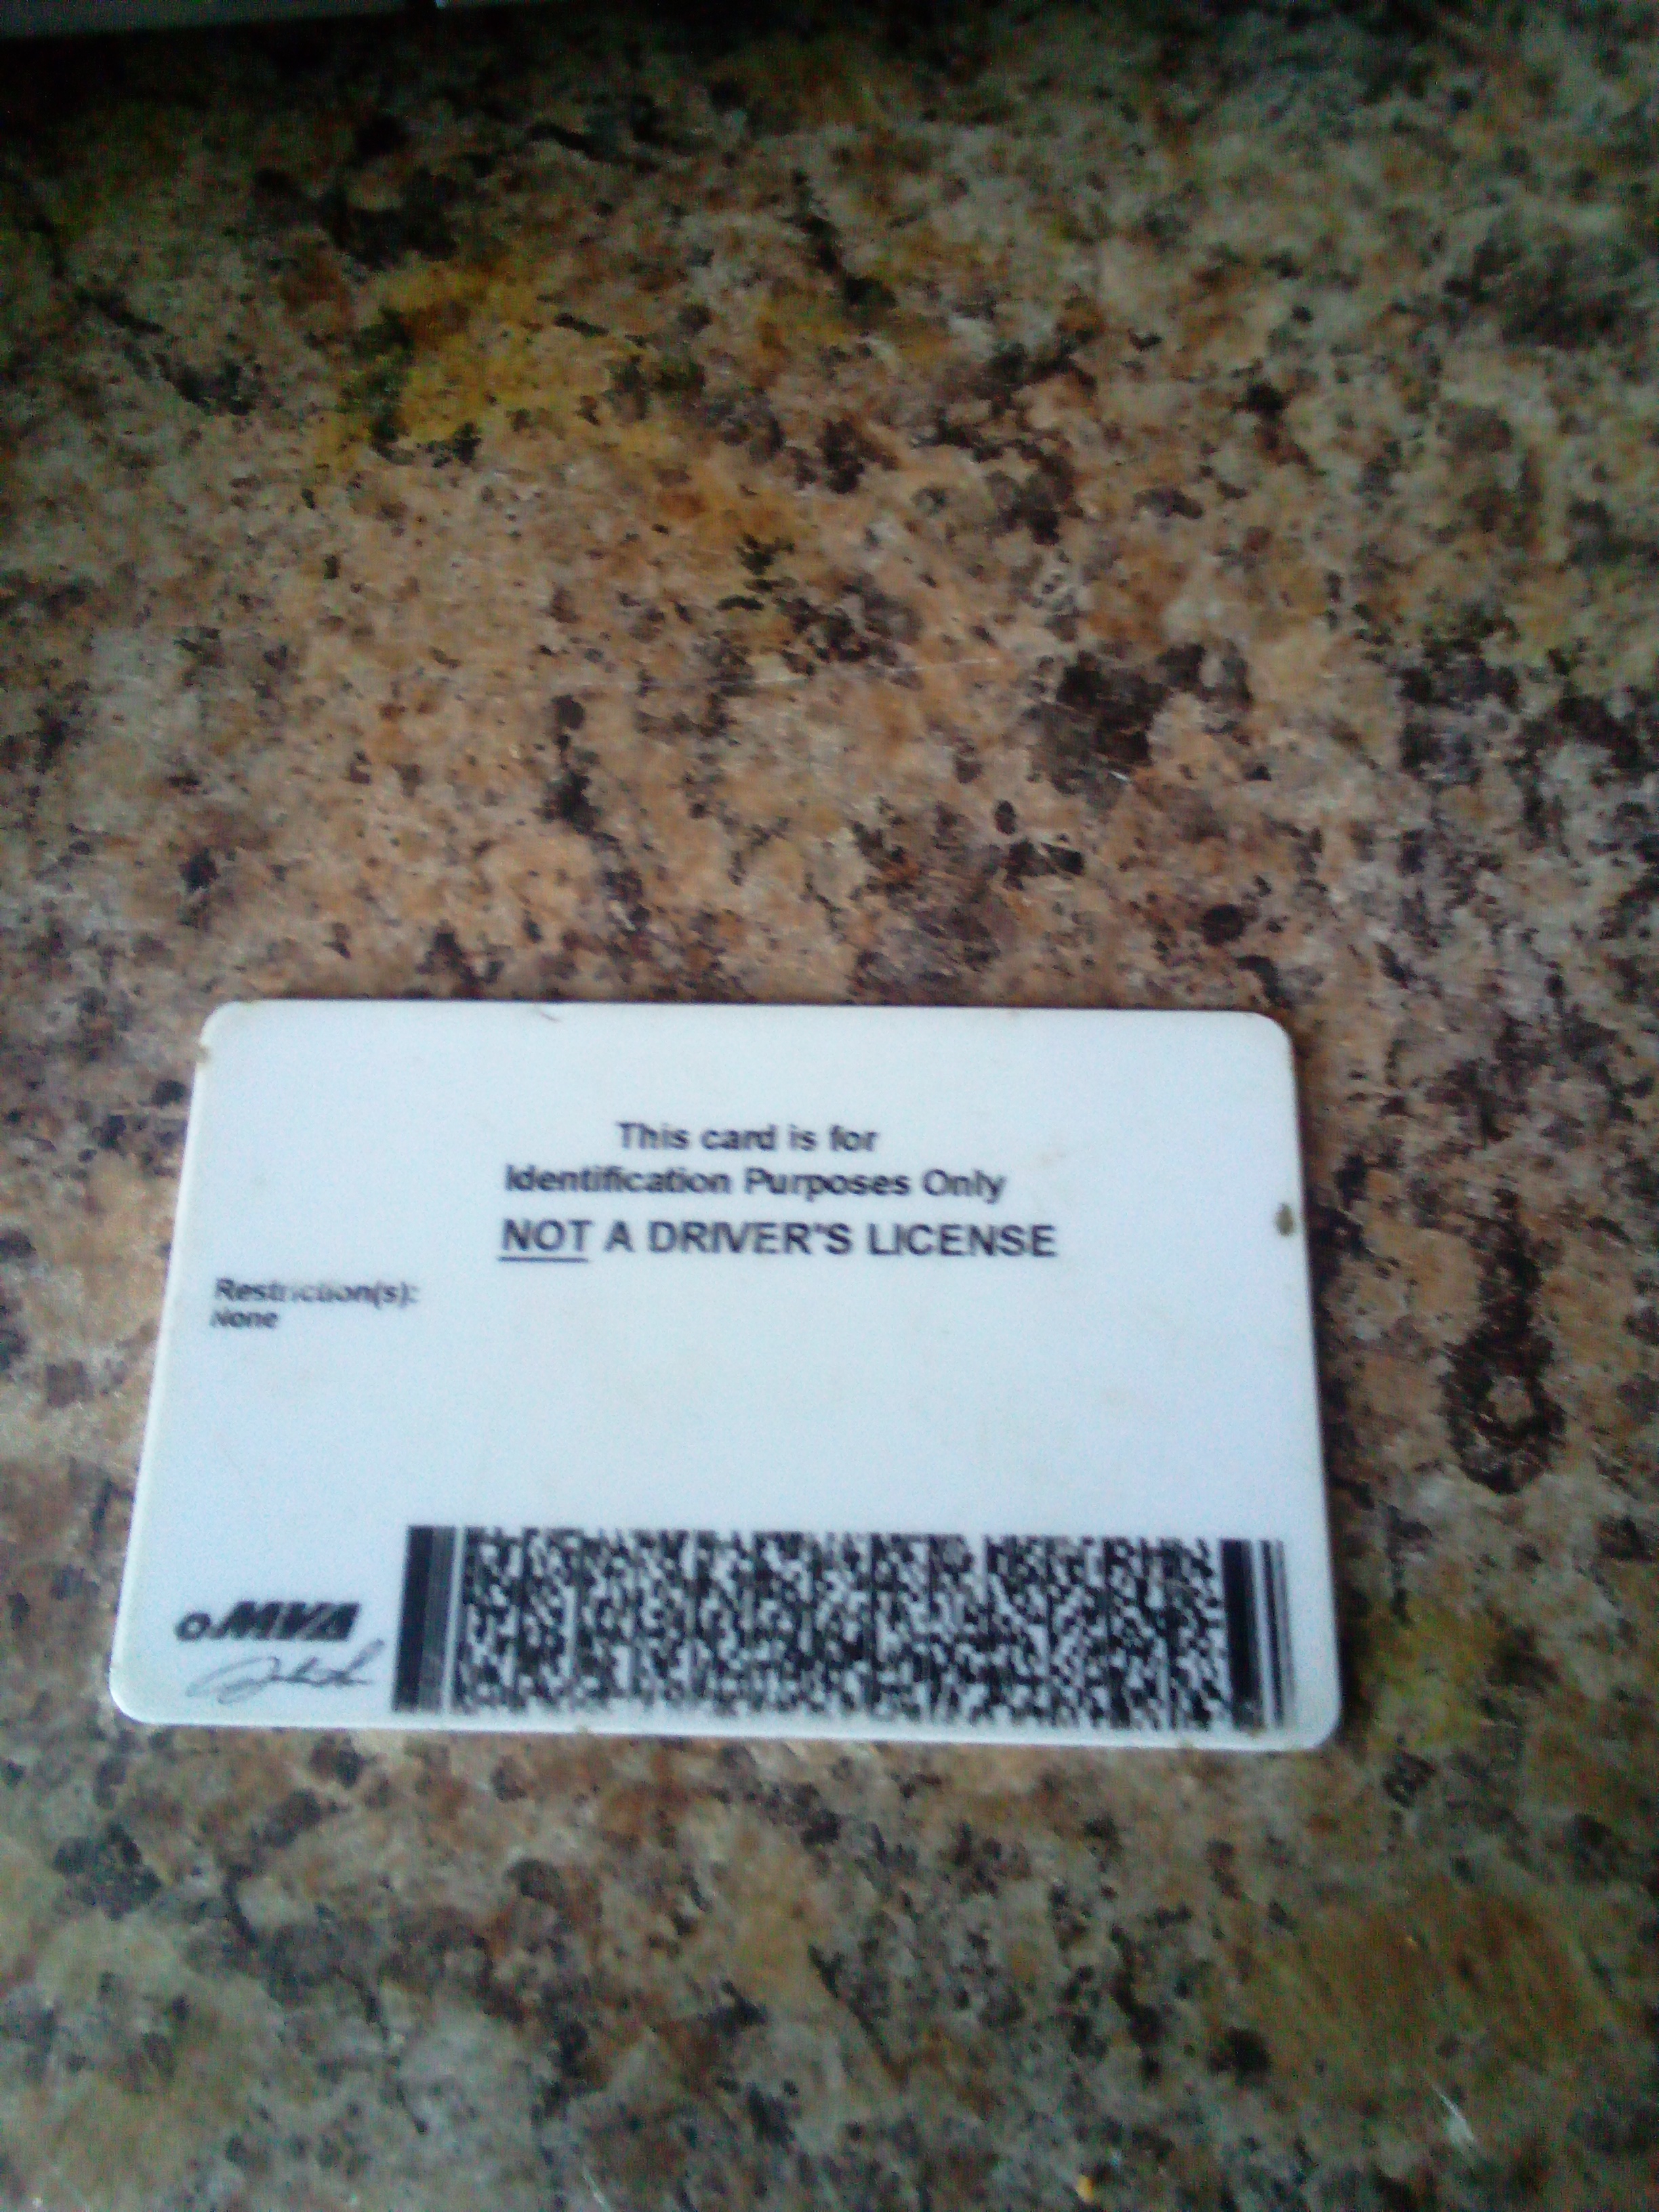 This card is for
Identification Purposes Only
NOT A DRIVER'S LICENSE
Restriction(s):
None
MVA